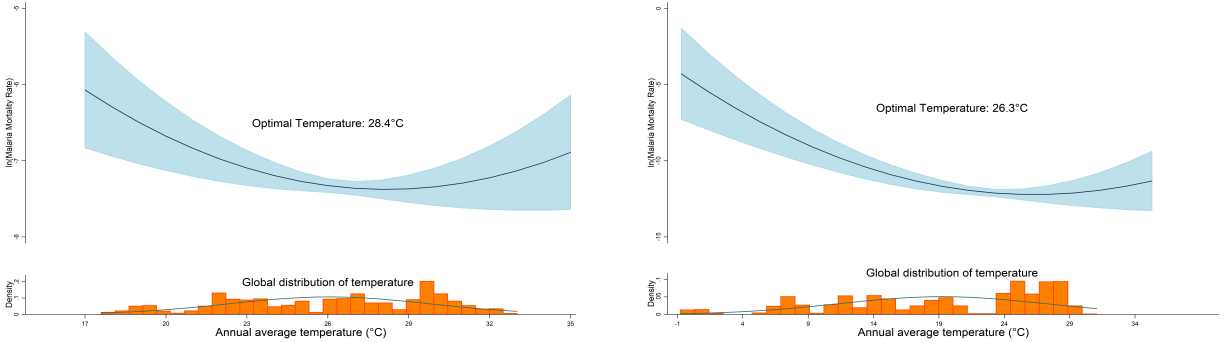 -5
-6
-7
-8
ln(Malaria Mortality Rate)
Optimal Temperature: 28.4°C
Global distribution of temperature
Density
0 .1 .2
17 20 23 26 29 32 35
Annual average temperature (°C)
0
-5
-10
-15
ln(Malaria Mortality Rate)
Optimal Temperature: 26.3°C
Global distribution of temperature
Density
0 .05 .1
-1 4 9 14 19 24 29 34
Annual average temperature (°C)